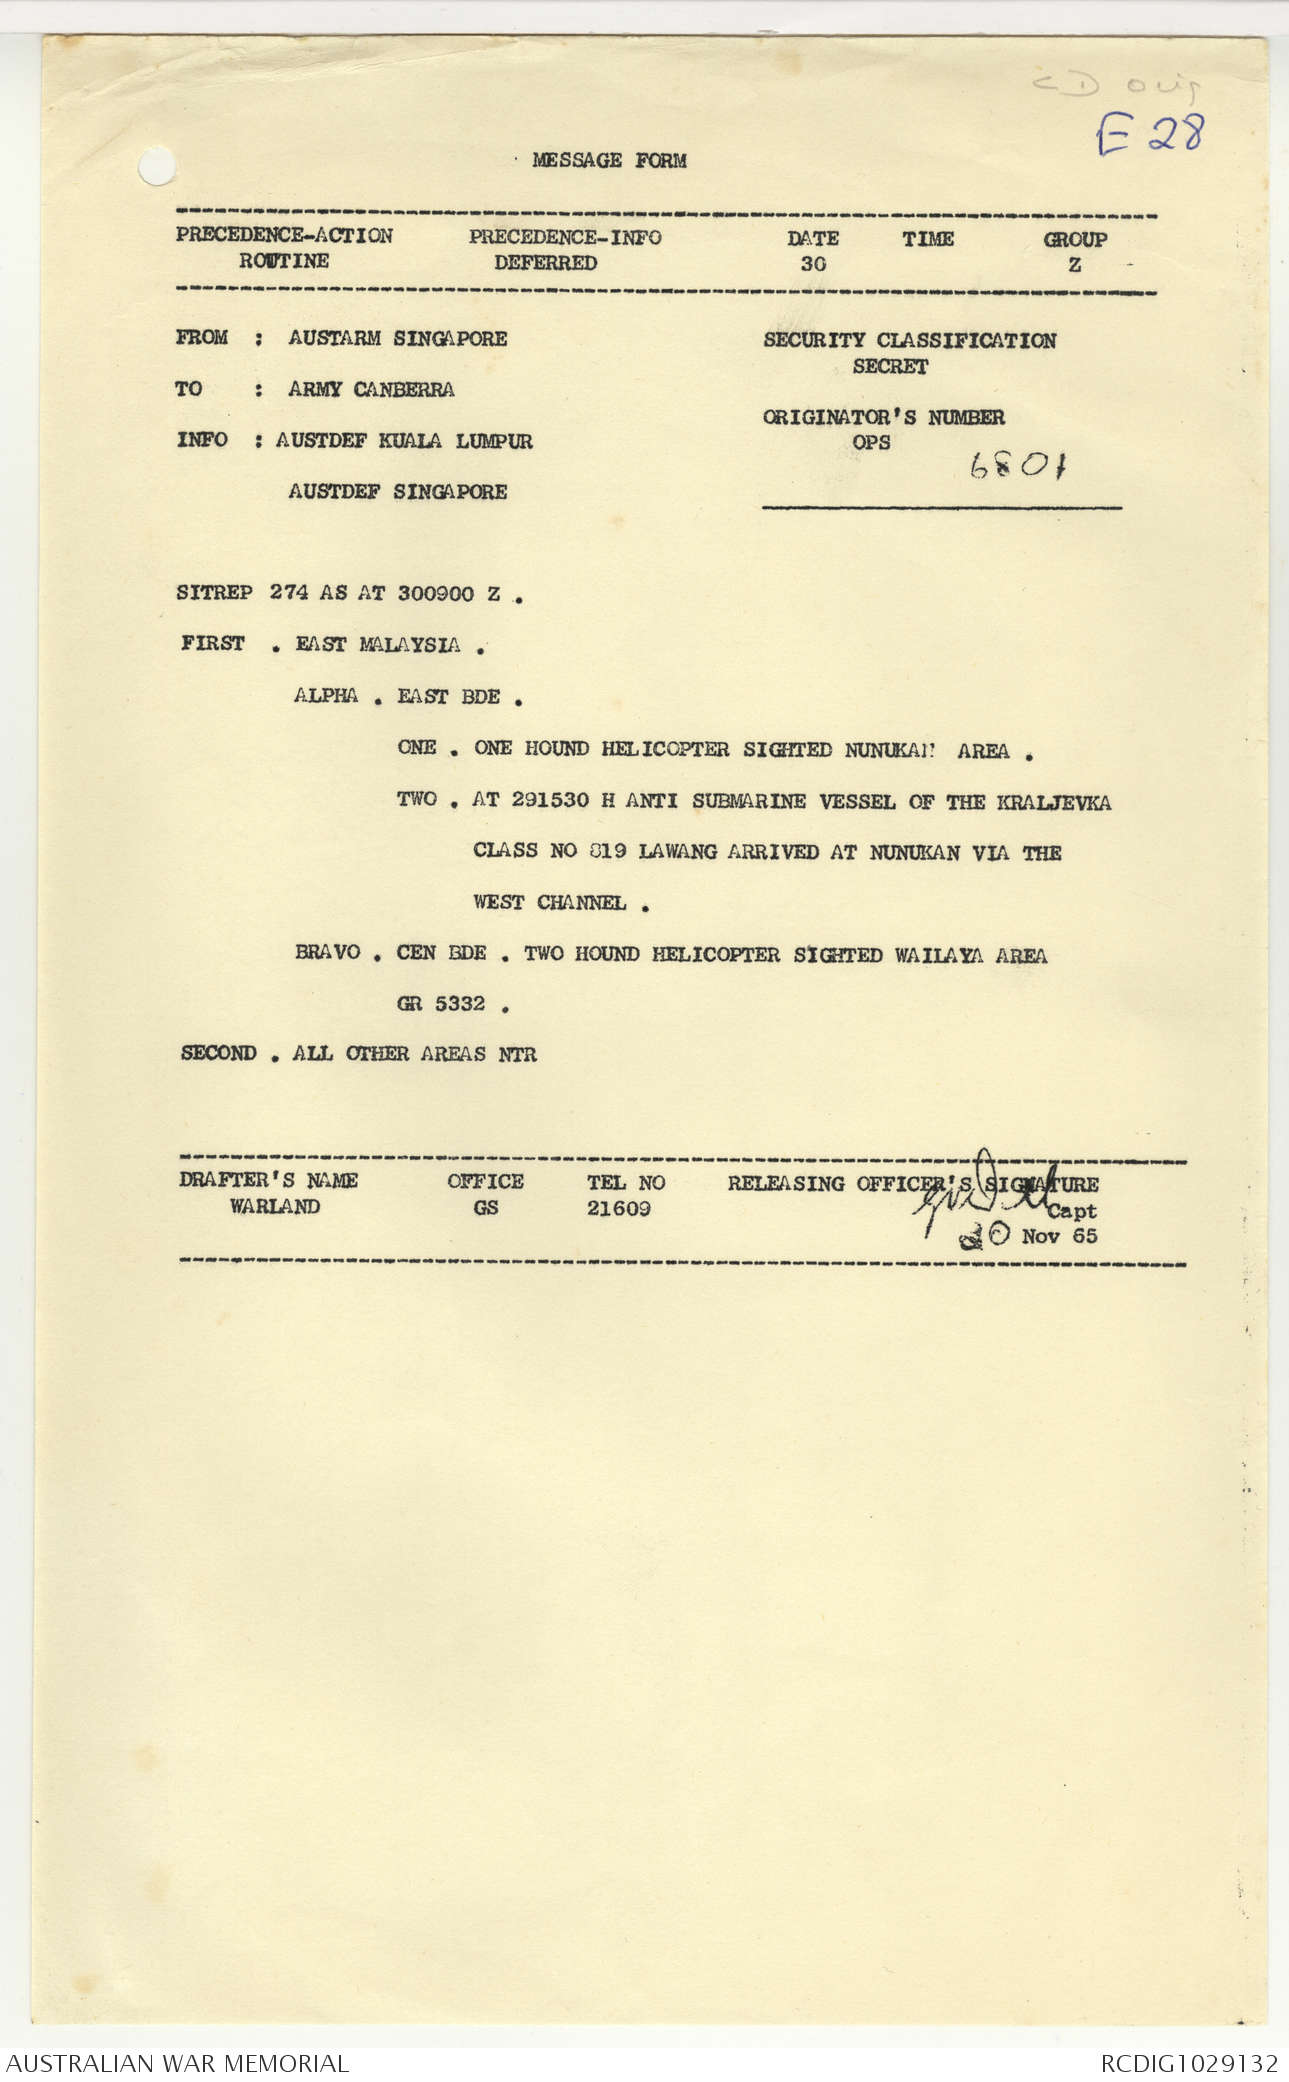 CD orig
E 28
MESSAGE FORM
PRECEDENCE-ACTION PRECEDENCE-INFO DATE TIME GROUP
ROUTINE DEFERRED 30 Z
FROM : AUSTARM SINGAPORE SECURITY CLASSIFICATION
SECRET
TO : ARMY CANBERRA
ORIGINATOR'S NUMBER
INFO : AUSTDEF KUALA LUMPUR OPS
6801
AUSTDEF SINGAPORE
SITREP 274 AS AT 300900 Z .
FIRST . EAST MALAYSIA .
ALPHA . EAST BDE .
ONE . ONE HOUND HELICOPTER SIGHTED NUNUKAN AREA .
TWO . AT 291530 H ANTI SUBMARINE VESSEL OF THE KRALJEVKA
CLASS NO 819 LAWANG ARRIVED AT NUNUKAN VIA THE
WEST CHANNEL .
BRAVO . CEN BDE . TWO HOUND HELICOPTER SIGHTED WAILAYA AREA
GR 5332 .
SECOND . ALL OTHER AREAS NTR
DRAFTER'S NAME OFFICE TEL NO RELEASING OFFICER'S SIGNATURE
WARLAND GS 21609 Capt
30 Nov 65
AUSTRALIAN WAR MEMORIAL RCDIG1029132